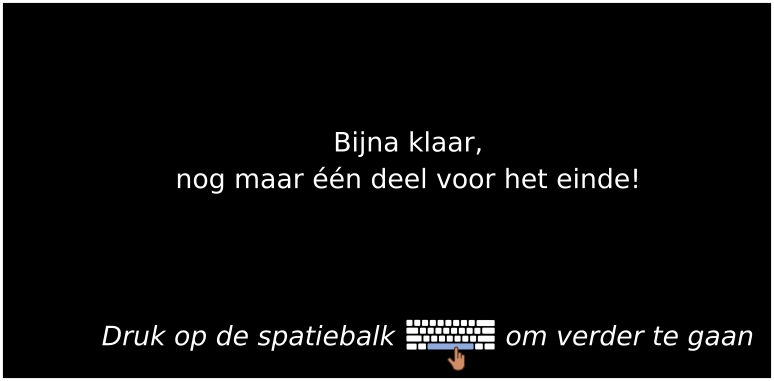 Bijna klaar,
nog maar één deel voor het einde!
Druk op de spatiebalk om verder te gaan